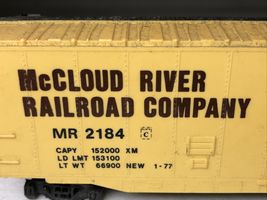 McCLOUD RIVER
RAILROAD COMPANY
MR 2184 C
CAPY 152000 XM
LD LMT 153100
LT WT 66900 NEW 1-77